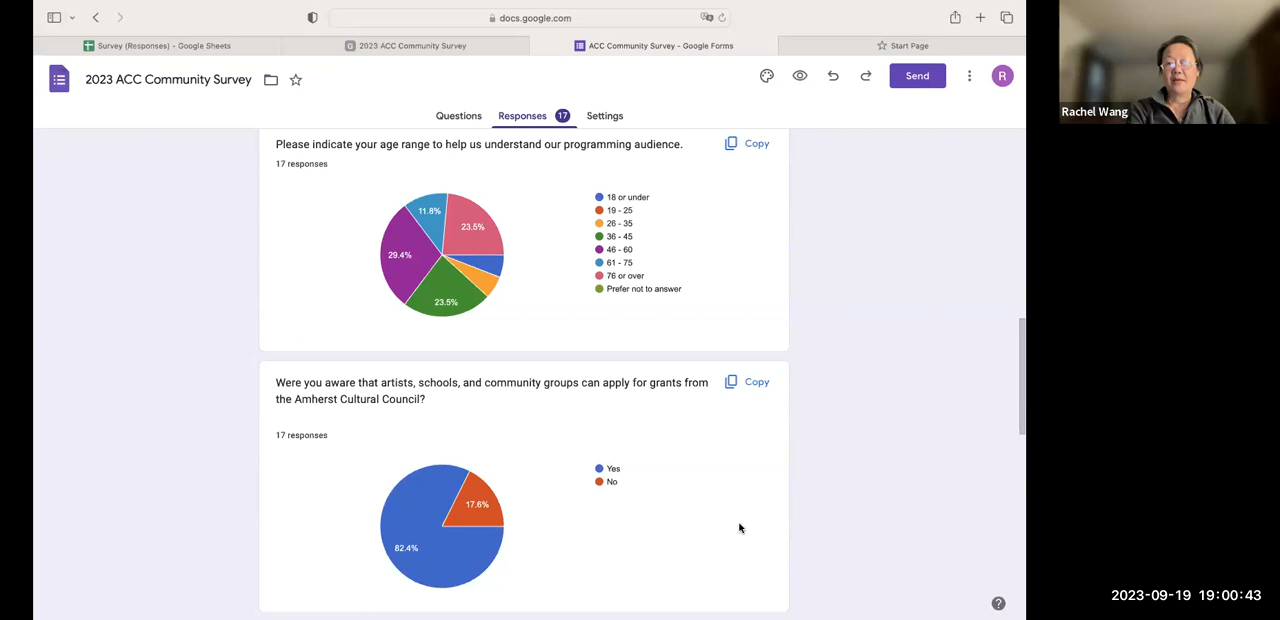 docs.google.com
Survey (Responses) - Google Sheets
2023 ACC Community Survey
ACC Community Survey - Google Forms
Start Page
2023 ACC Community Survey
Send
R
Rachel Wang
Questions
Responses 17
Settings
Please indicate your age range to help us understand our programming audience.
Copy
17 responses
11.8%
23.5%
29.4%
23.5%
18 or under
19 - 25
26 - 35
36 - 45
46 - 60
61 - 75
76 or over
Prefer not to answer
Were you aware that artists, schools, and community groups can apply for grants from
the Amherst Cultural Council?
Copy
17 responses
17.6%
82.4%
Yes
No
?
2023-09-19 19:00:43